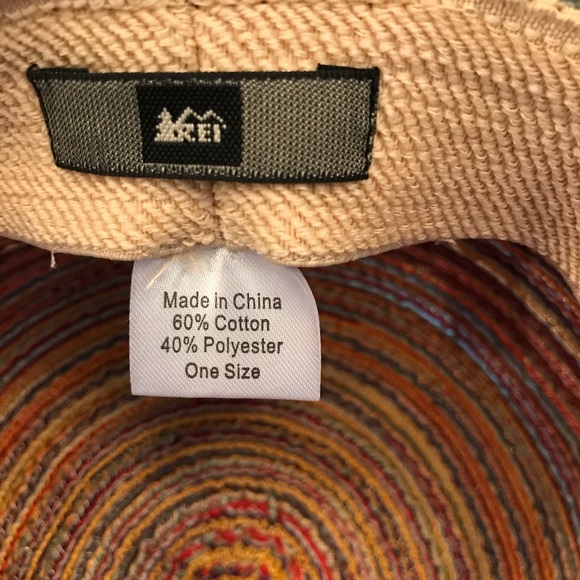 REI
Made in China
60% Cotton
40% Polyester
One Size